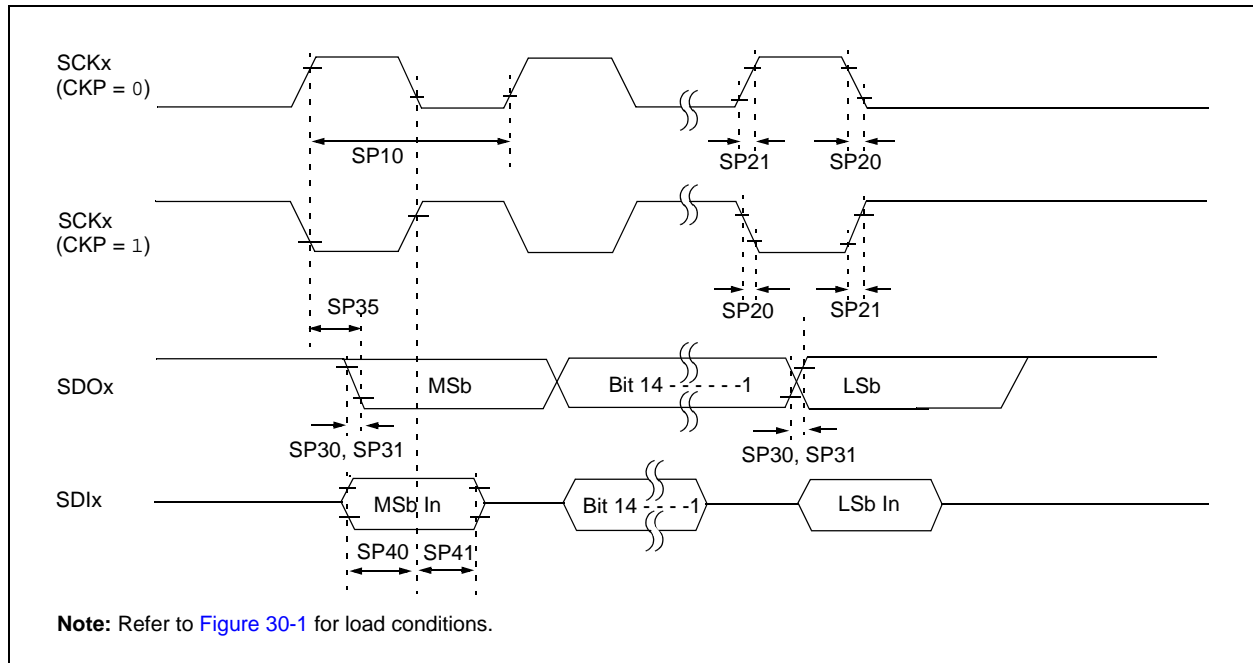 SCKx
(CKP = 0)
SP10
SP21
SP20
SCKx
(CKP = 1)
SP35
SP20
SP21
SDOx
MSb
Bit 14 - - - - - -1
LSb
SP30, SP31
SP30, SP31
SDIx
MSb In
Bit 14 - - - - -1
LSb In
SP40
SP41
Note: Refer to Figure 30-1 for load conditions.